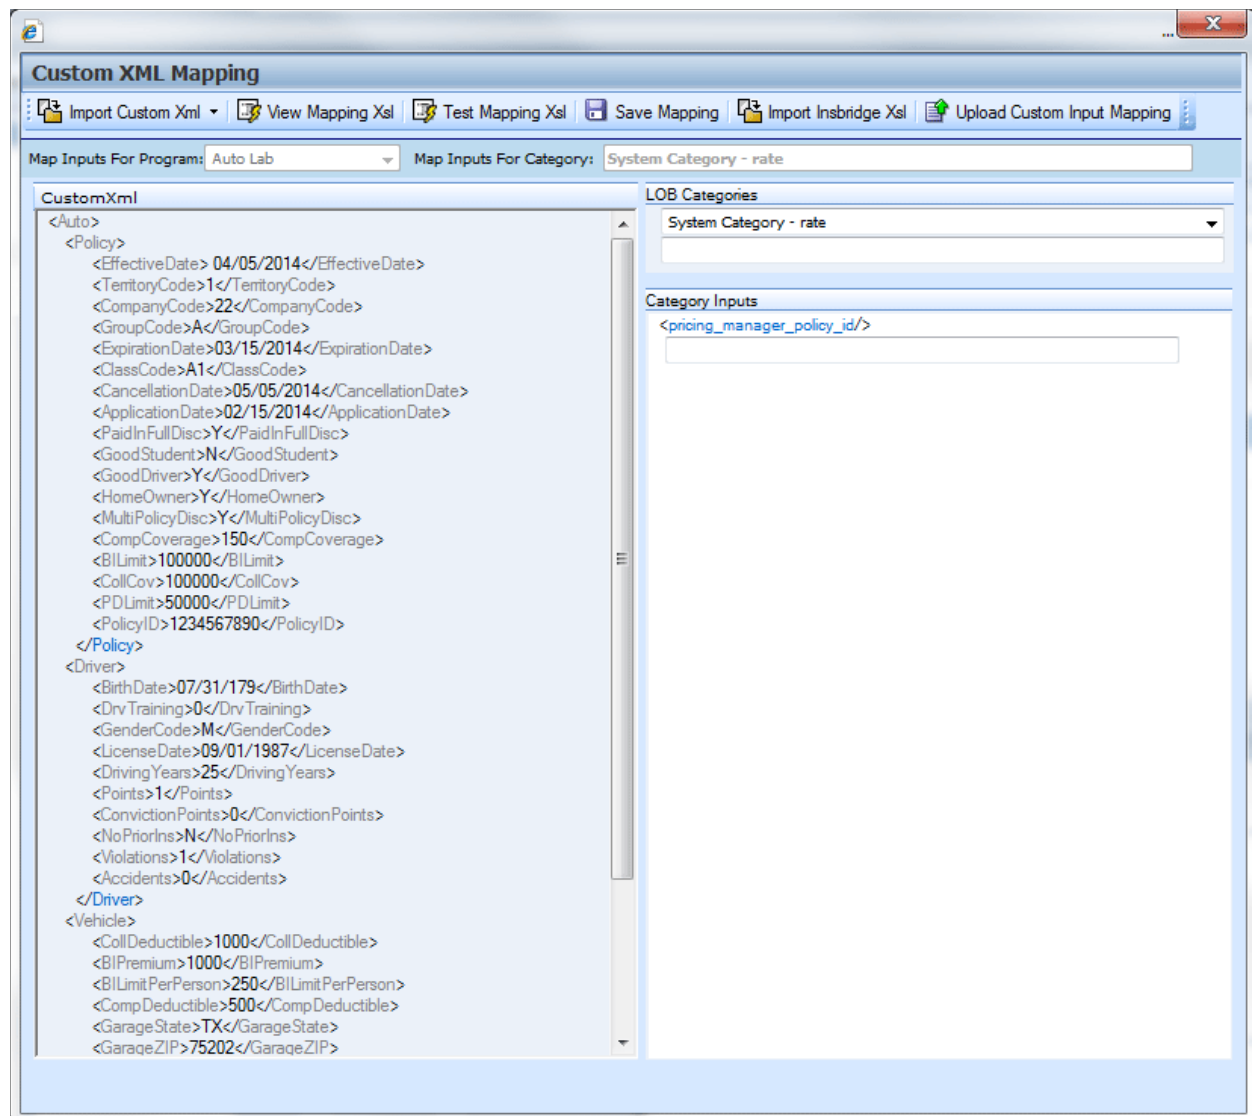 ...
X
Custom XML Mapping
Import Custom Xml View Mapping Xsl Test Mapping Xsl Save Mapping Import Insbridge Xsl Upload Custom Input Mapping
Map Inputs For Program: Auto Lab Map Inputs For Category: System Category - rate
CustomXml
<Auto>
<Policy>
<EffectiveDate> 04/05/2014</EffectiveDate>
<TerritoryCode>1</TerritoryCode>
<CompanyCode>22</CompanyCode>
<GroupCode>A</GroupCode>
<ExpirationDate>03/15/2014</ExpirationDate>
<ClassCode>A1</ClassCode>
<CancellationDate>05/05/2014</CancellationDate>
<ApplicationDate>02/15/2014</ApplicationDate>
<PaidInFullDisc>Y</PaidInFullDisc>
<GoodStudent>N</GoodStudent>
<GoodDriver>Y</GoodDriver>
<HomeOwner>Y</HomeOwner>
<MultiPolicyDisc>Y</MultiPolicyDisc>
<CompCoverage>150</CompCoverage>
<BILimit>100000</BILimit>
<CollCov>100000</CollCov>
<PDLimit>50000</PDLimit>
<PolicyID>1234567890</PolicyID>
</Policy>
<Driver>
<BirthDate>07/31/179</BirthDate>
<DrvTraining>0</DrvTraining>
<GenderCode>M</GenderCode>
<LicenseDate>09/01/1987</LicenseDate>
<DrivingYears>25</DrivingYears>
<Points>1</Points>
<ConvictionPoints>0</ConvictionPoints>
<NoPriorIns>N</NoPriorIns>
<Violations>1</Violations>
<Accidents>0</Accidents>
</Driver>
<Vehicle>
<CollDeductible>1000</CollDeductible>
<BIPremium>1000</BIPremium>
<BILimitPerPerson>250</BILimitPerPerson>
<CompDeductible>500</CompDeductible>
<GarageState>TX</GarageState>
<GarageZIP>75202</GarageZIP>
LOB Categories
System Category - rate
Category Inputs
<pricing_manager_policy_id/>